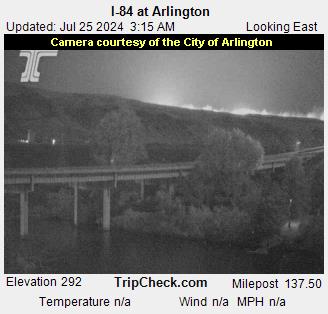 I-84 at Arlington
Updated: Jul 25 2024 3:15 AM Looking East
Camera courtesy of the City of Arlington
Elevation 292 TripCheck.com Milepost 137.50
Temperature n/a Wind n/a MPH n/a